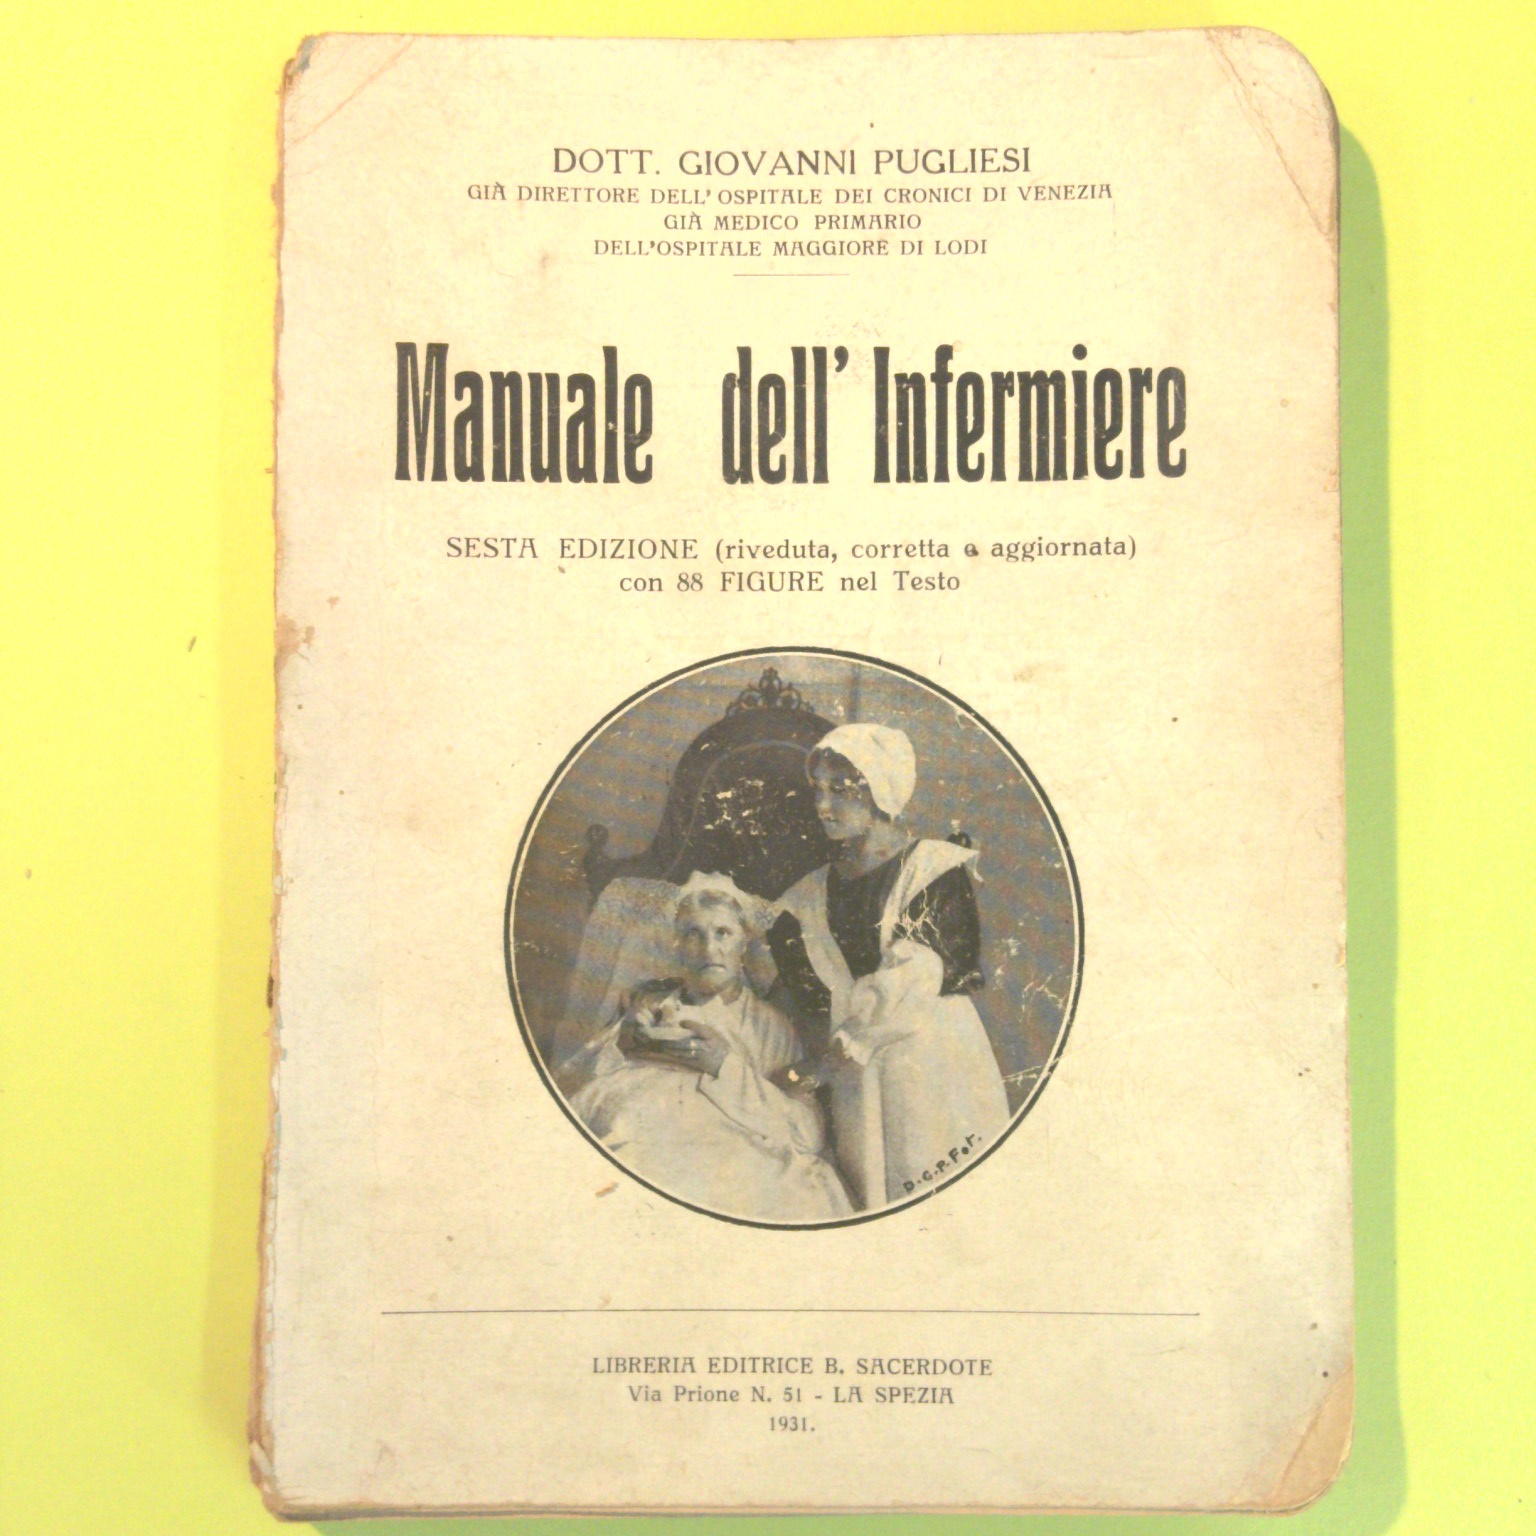 DOTT. GIOVANNI PUGLIESI
GIÀ DIRETTORE DELL' OSPITALE DEI CRONICI DI VENEZIA
GIÀ MEDICO PRIMARIO
DELL'OSPITALE MAGGIORE DI LODI
Manuale dell' Infermiere
SESTA EDIZIONE (riveduta, corretta e aggiornata)
con 88 FIGURE nel Testo
D.G.P. Fot.
LIBRERIA EDITRICE B. SACERDOTE
Via Prione N. 51 - LA SPEZIA
1931.